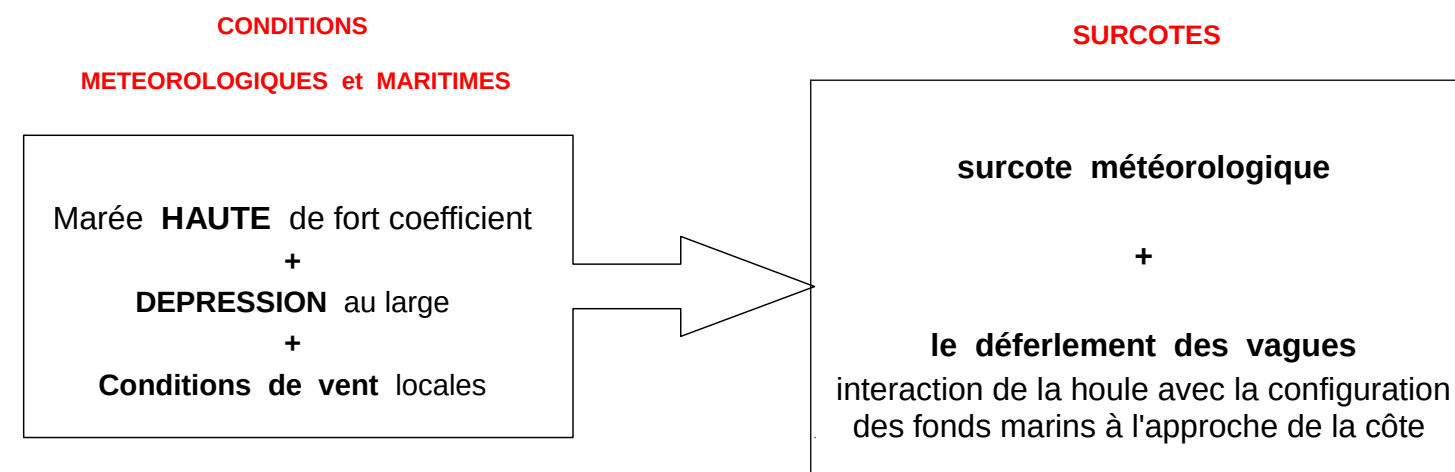 CONDITIONS
METEOROLOGIQUES et MARITIMES
Marée HAUTE de fort coefficient
+
DEPRESSION au large
+
Conditions de vent locales
SURCOTES
surcote météorologique
+
le déferlement des vagues
interaction de la houle avec la configuration
des fonds marins à l'approche de la côte